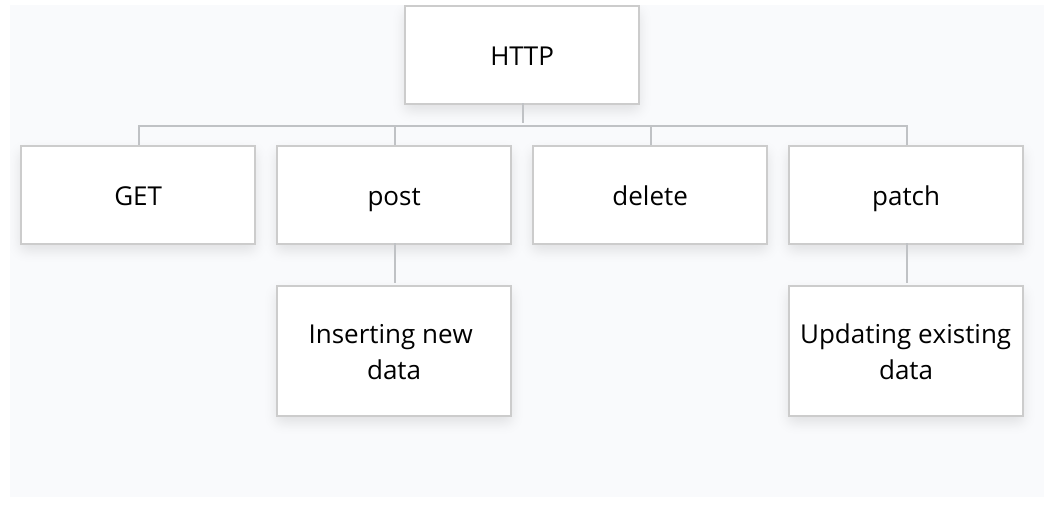 HTTP
GET
post
delete
patch
Inserting new
data
Updating existing
data